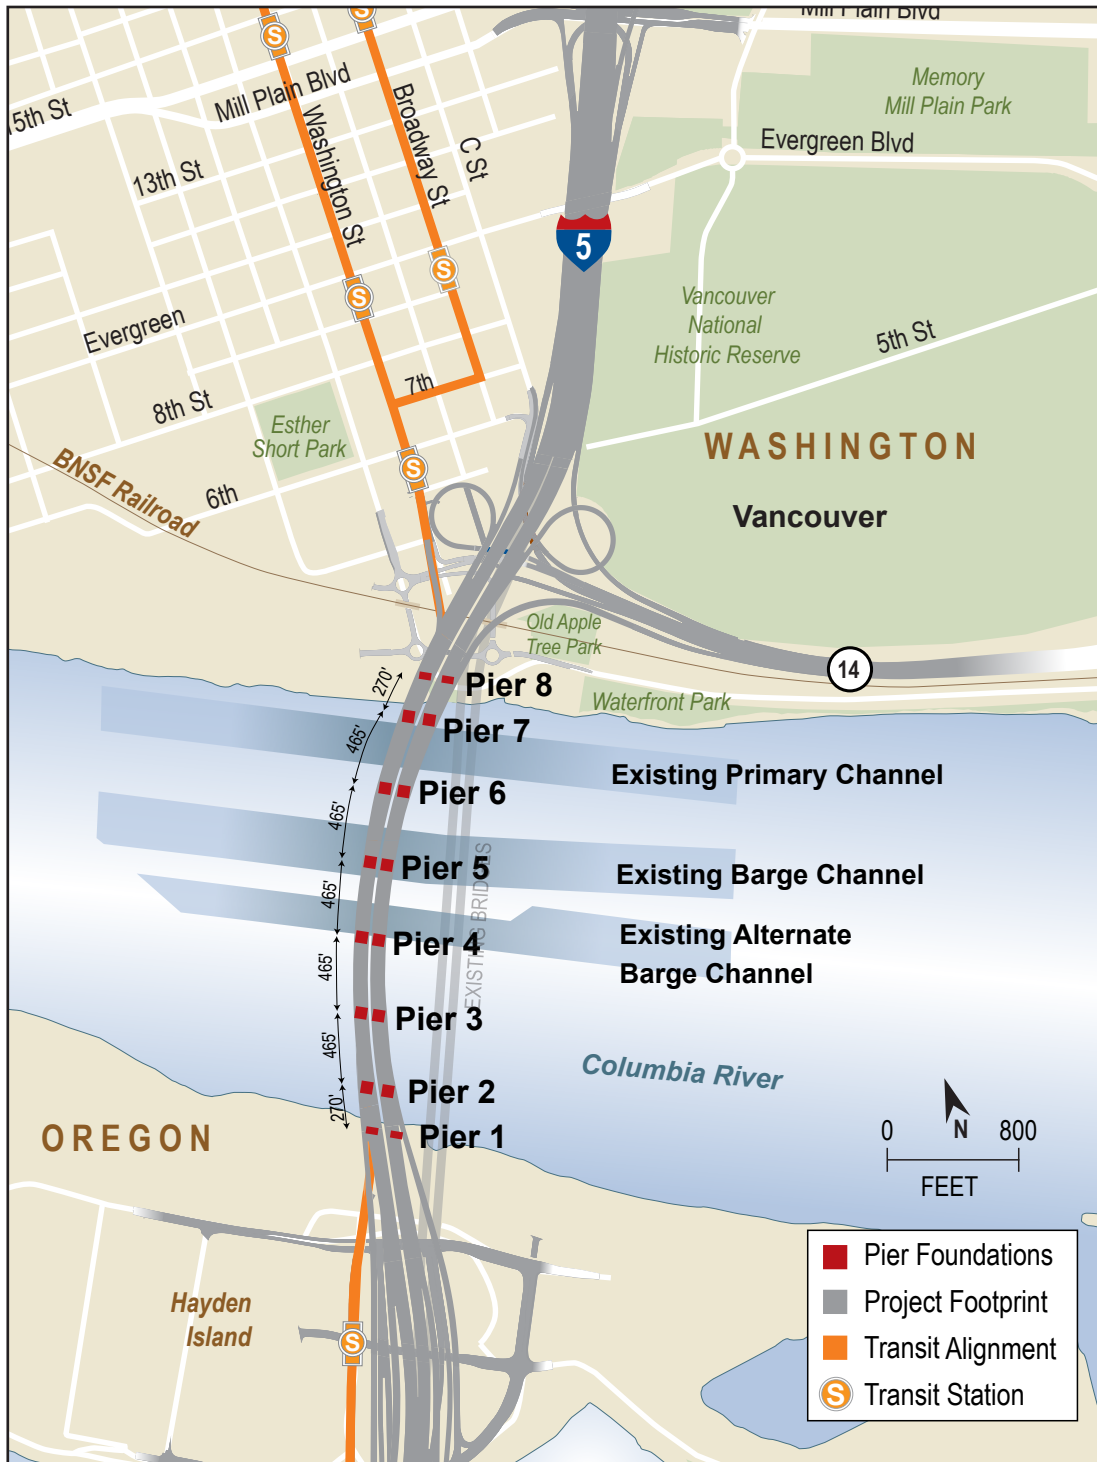 Mill Plain Blvd
Memory
Mill Plain Park
Evergreen Blvd
15th St
Mill Plain Blvd
Washington St
Broadway St
C St
13th St
S
S
S
S
S
5
Vancouver
National
Historic Reserve
5th St
Evergreen
8th St
7th
Esther
Short Park
6th
BNSF Railroad
WASHINGTON
Vancouver
Old Apple
Tree Park
14
Waterfront Park
270'
465'
465'
465'
465'
465'
270'
Pier 8
Pier 7
Pier 6
Pier 5
Pier 4
Pier 3
Pier 2
Pier 1
Existing Primary Channel
Existing Barge Channel
Existing Alternate
Barge Channel
EXISTING BRIDGES
Columbia River
OREGON
Hayden
Island
S
N
0 800
FEET
Pier Foundations
Project Footprint
Transit Alignment
S Transit Station